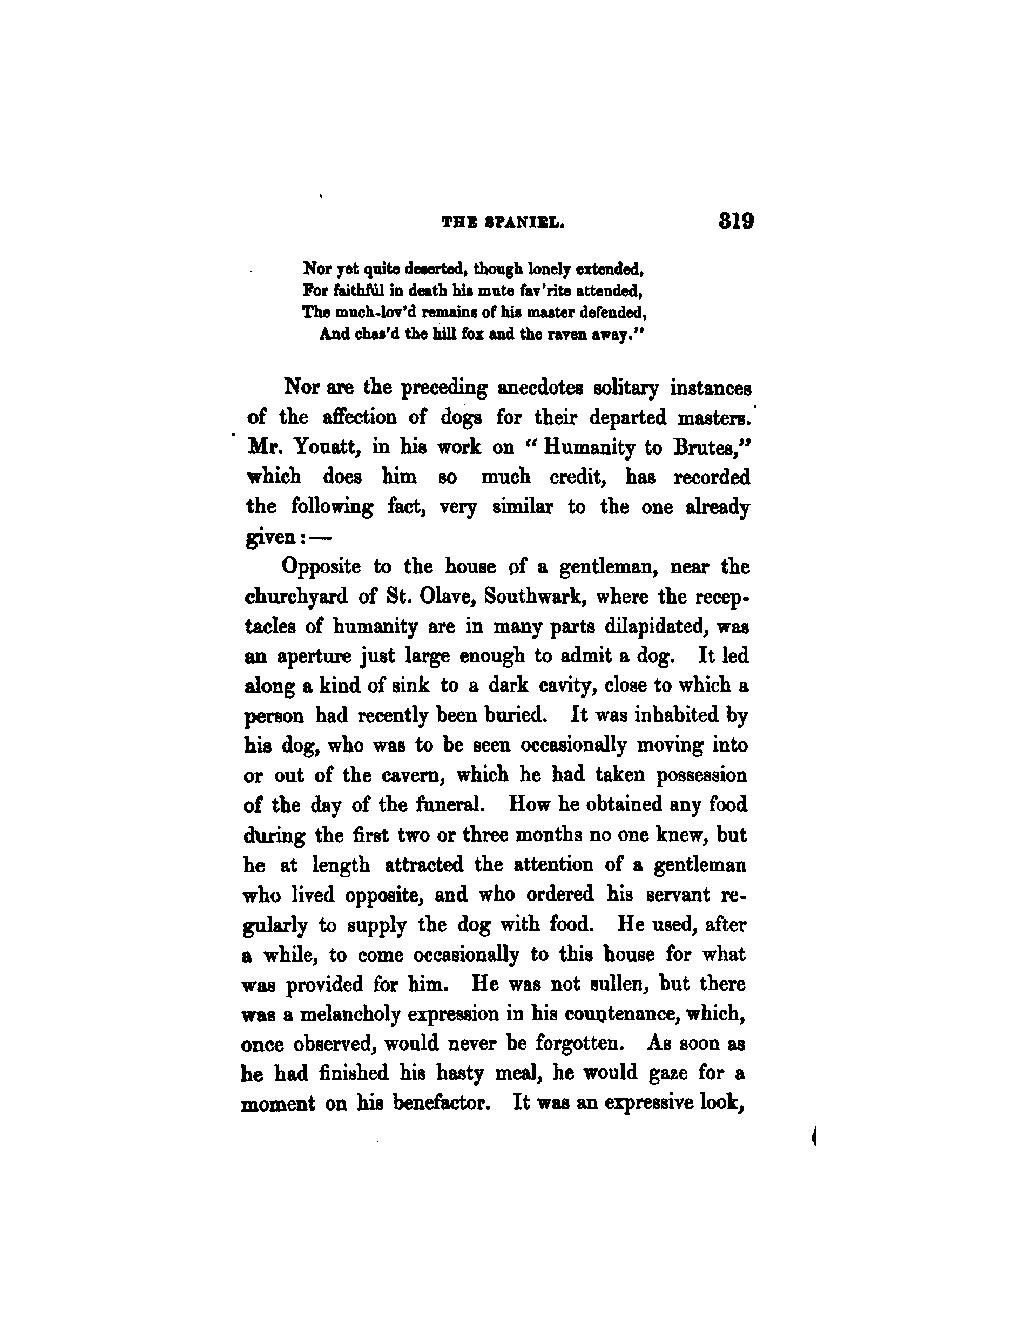 THE SPANIEL. 319
Nor yet quite deserted, though lonely extended,
For faithful in death his mute fav'rite attended,
The much-lov'd remains of his master defended,
And chas'd the hill fox and the raven away."
Nor are the preceding anecdotes solitary instances
of the affection of dogs for their departed masters.
Mr. Youatt, in his work on "Humanity to Brutes,"
which does him so much credit, has recorded
the following fact, very similar to the one already
given:—
Opposite to the house of a gentleman, near the
churchyard of St. Olave, Southwark, where the recep-
tacles of humanity are in many parts dilapidated, was
an aperture just large enough to admit a dog. It led
along a kind of sink to a dark cavity, close to which a
person had recently been buried. It was inhabited by
his dog, who was to be seen occasionally moving into
or out of the cavern, which he had taken possession
of the day of the funeral. How he obtained any food
during the first two or three months no one knew, but
he at length attracted the attention of a gentleman
who lived opposite, and who ordered his servant re-
gularly to supply the dog with food. He used, after
a while, to come occasionally to this house for what
was provided for him. He was not sullen, but there
was a melancholy expression in his countenance, which,
once observed, would never be forgotten. As soon as
he had finished his hasty meal, he would gaze for a
moment on his benefactor. It was an expressive look,